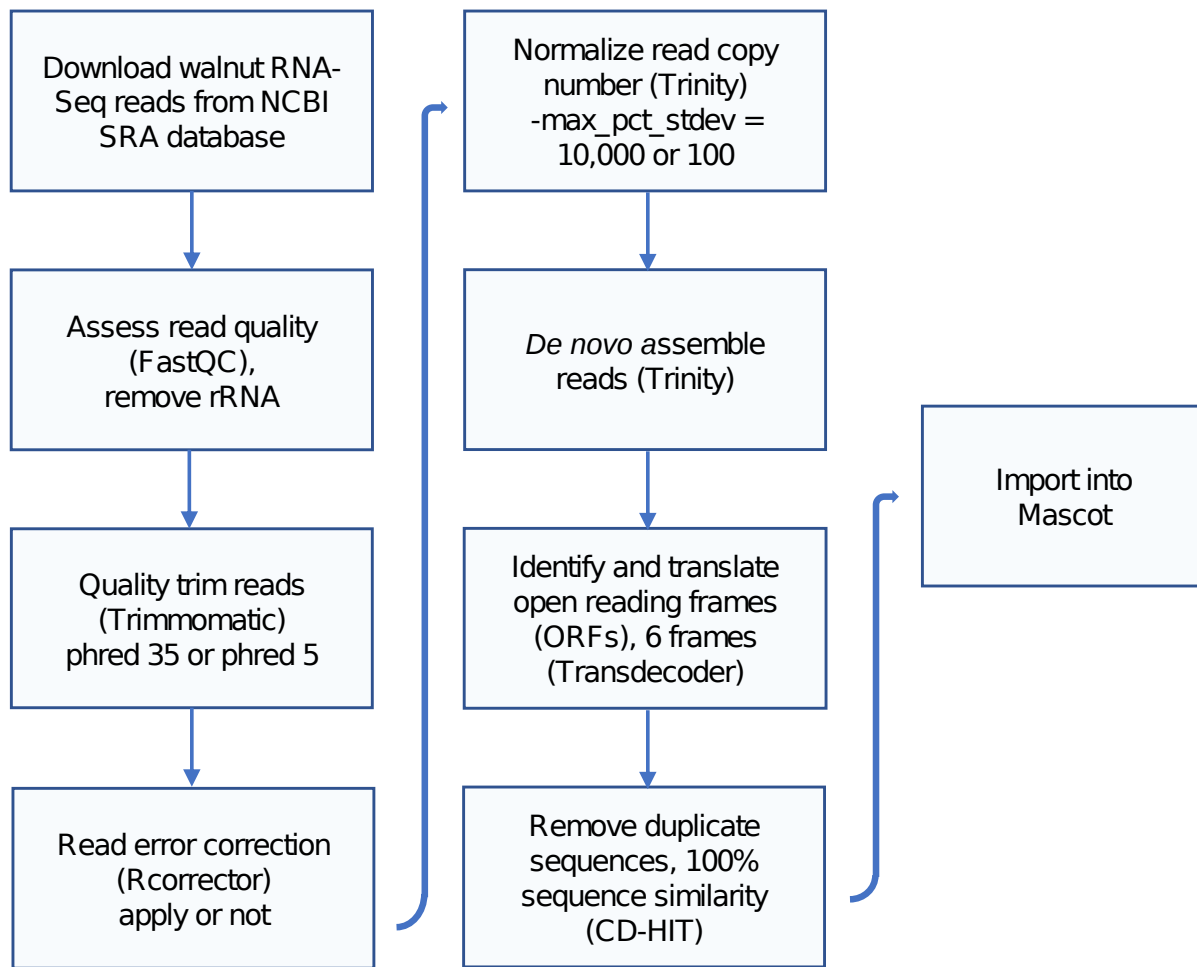 Download walnut RNA-
Seq reads from NCBI
SRA database
Assess read quality
(FastQC),
remove rRNA
Quality trim reads
(Trimmomatic)
phred 35 or phred 5
Read error correction
(Rcorrector)
apply or not
Normalize read copy
number (Trinity)
-max_pct_stdev =
10,000 or 100
De novo assemble
reads (Trinity)
Identify and translate
open reading frames
(ORFs), 6 frames
(Transdecoder)
Remove duplicate
sequences, 100%
sequence similarity
(CD-HIT)
Import into
Mascot